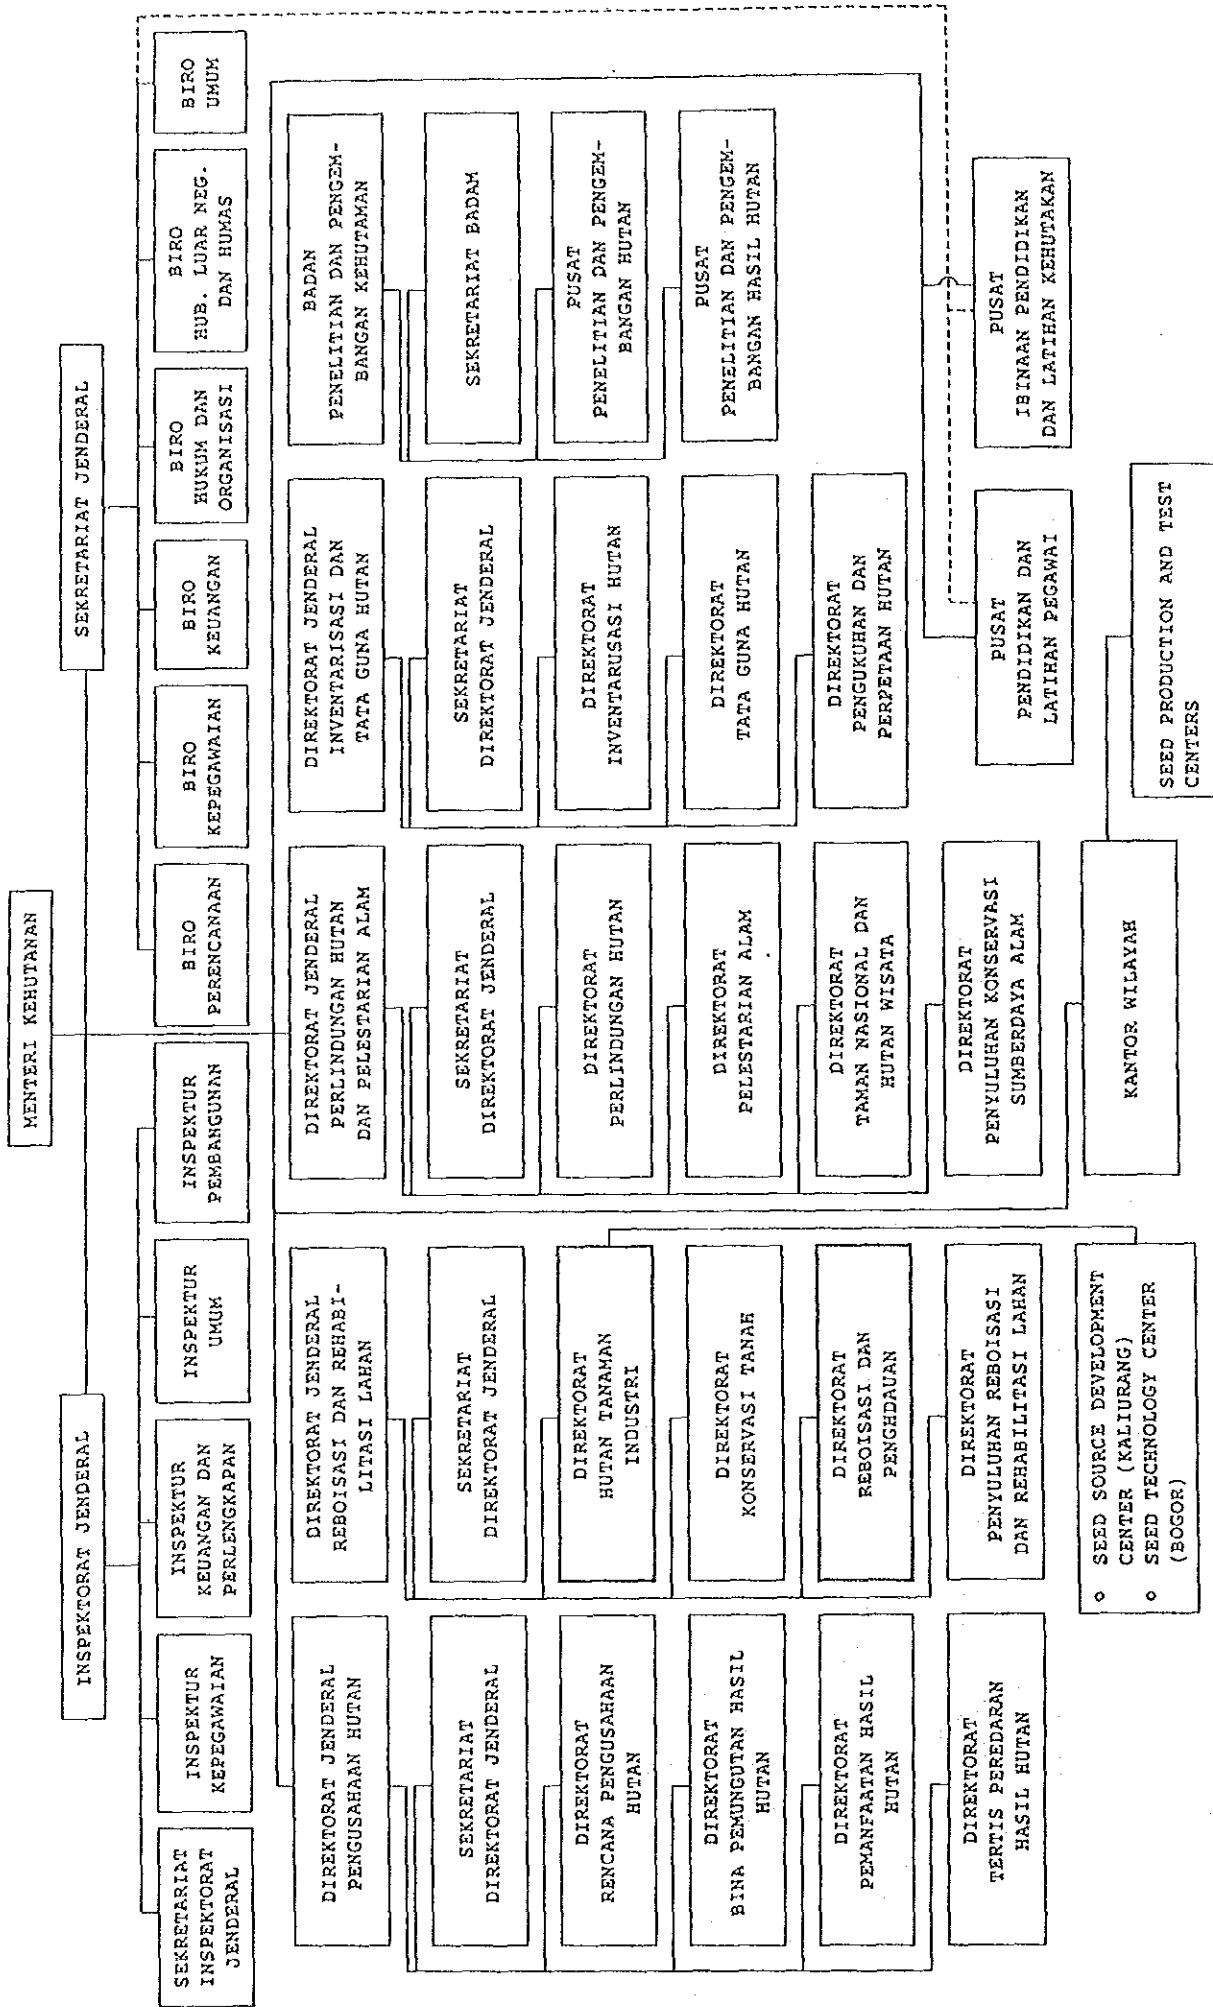 MENTERI KEHUTANAN
INSPEKTORAT JENDERAL
SEKRETARIAT JENDERAL
SEKRETARIAT
INSPEKTORAT
JENDERAL
INSPEKTUR
KEPEGAWAIAN
INSPEKTUR
KEUANGAN DAN
PERLENGKAPAN
INSPEKTUR
UMUM
INSPEKTUR
PEMBANGUNAN
BIRO
PERENCANAAN
BIRO
KEPEGAWAIAN
BIRO
KEUANGAN
BIRO
HUKUM DAN
ORGANISASI
BIRO
HUB. LUAR NEG.
DAN HUMAS
BIRO
UMUM
DIREKTORAT JENDERAL
PENGUSAHAAN HUTAN
SEKRETARIAT
DIREKTORAT JENDERAL
DIREKTORAT
RENCANA PENGUSAHAAN
HUTAN
DIREKTORAT
BINA PEMUNGUTAN HASIL
HUTAN
DIREKTORAT
PEMANFAATAN HASIL
HUTAN
DIREKTORAT
TERTIS PEREDARAN
HASIL HUTAN
DIREKTORAT JENDERAL
REBOISASI DAN REHABI-
LITASI LAHAN
SEKRETARIAT
DIREKTORAT JENDERAL
DIREKTORAT
HUTAN TANAMAN
INDUSTRI
DIREKTORAT
KONSERVASI TANAH
DIREKTORAT
REBOISASI DAN
PENGHDAUAN
DIREKTORAT
PENYULUHAN REBOISASI
DAN REHABILITASI LAHAN
o SEED SOURCE DEVELOPMENT
CENTER (KALIURANG)
o SEED TECHNOLOGY CENTER
(BOGOR)
DIREKTORAT JENDERAL
PERLINDUNGAN HUTAN
DAN PELESTARIAN ALAM
SEKRETARIAT
DIREKTORAT JENDERAL
DIREKTORAT
PERLINDUNGAN HUTAN
DIREKTORAT
PELESTARIAN ALAM
DIREKTORAT
TAMAN NASIONAL DAN
HUTAN WISATA
DIREKTORAT
PENYULUHAN KONSERVASI
SUMBERDAYA ALAM
KANTOR WILAYAH
DIREKTORAT JENDERAL
INVENTARISASI DAN
TATA GUNA HUTAN
SEKRETARIAT
DIREKTORAT JENDERAL
DIREKTORAT
INVENTARUSASI HUTAN
DIREKTORAT
TATA GUNA HUTAN
DIREKTORAT
PENGUKUHAN DAN
PERPETAAN HUTAN
PUSAT
PENDIDIKAN DAN
LATIHAN PEGAWAI
SEED PRODUCTION AND TEST
CENTERS
BADAN
PENELITIAN DAN PENGEM-
BANGAN KEHUTAMAN
SEKRETARIAT BADAM
PUSAT
PENELITIAN DAN PENGEM-
BANGAN HUTAN
PUSAT
PENELITIAN DAN PENGEM-
BANGAN HASIL HUTAN
PUSAT
IBINAAN PENDIDIKAN
DAN LATIHAN KEHUTAKAN